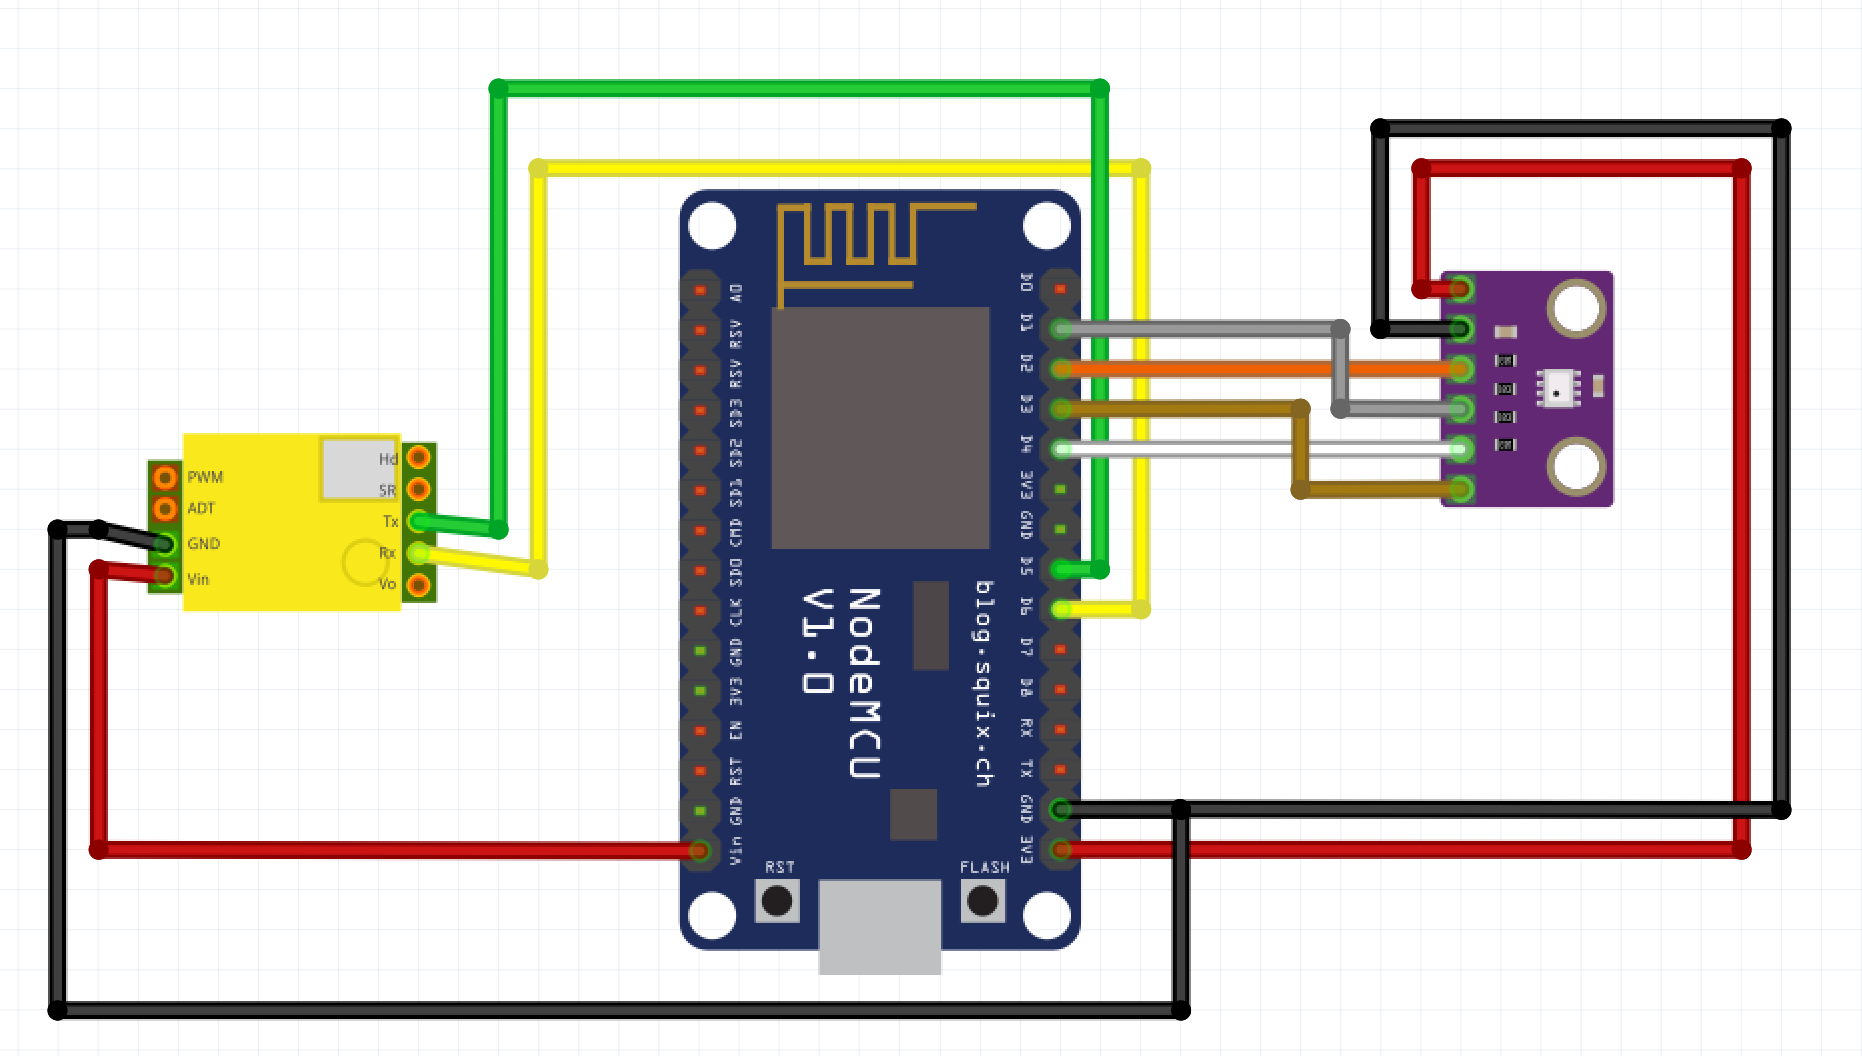 PWM
ADT
GND
Vin
Hd
SR
Tx
Rx
Vo
A0
RSV
RSV
SD3
SD2
SD1
CMD
SD0
CLK
GND
3V3
EN
RST
GND
Vin
D0
D1
D2
D3
D4
3V3
GND
D5
D6
D7
D8
RX
TX
GND
3V3
NodeMCU
V1.0
blog.squix.ch
RST
FLASH